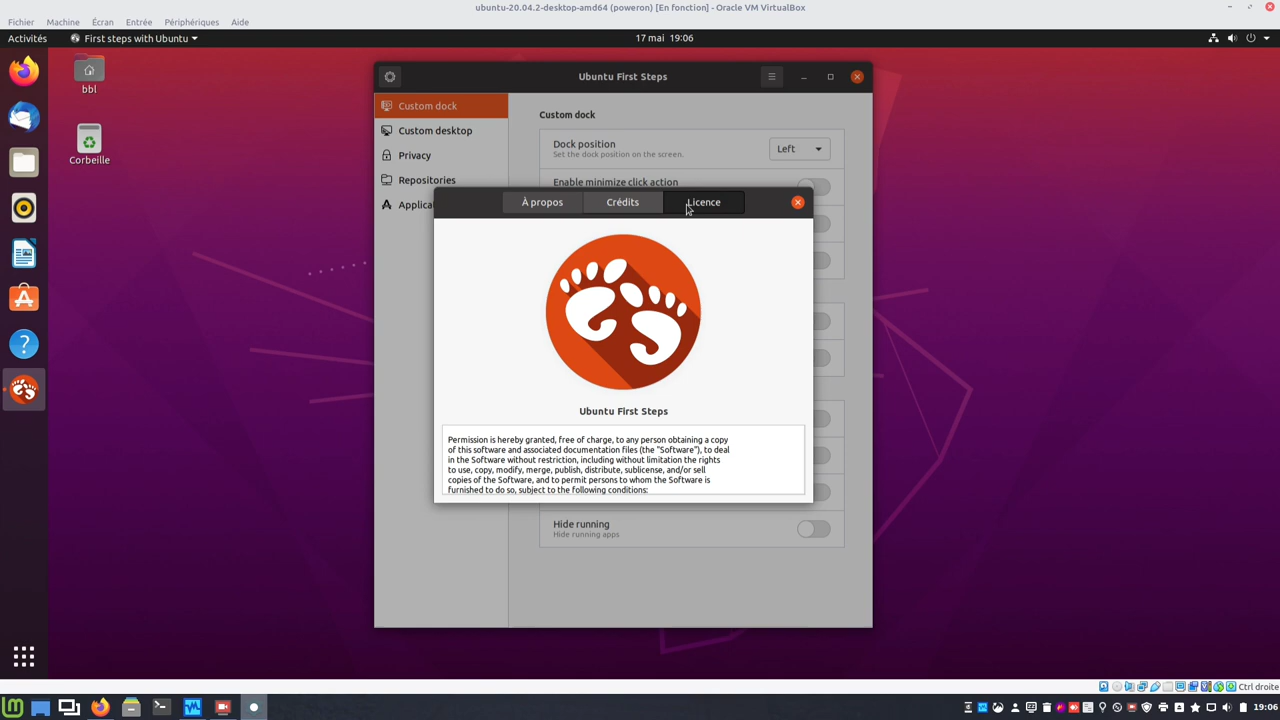 ubuntu-20.04.2-desktop-amd64 (poweron) [En fonction] - Oracle VM VirtualBox
Fichier Machine Écran Entrée Périphériques Aide
Activités First steps with Ubuntu 17 mai 19:06
bbl
Corbeille
Ubuntu First Steps
Custom dock
Custom desktop
Privacy
Repositories
Applicat
Custom dock
Dock position
Set the dock position on the screen.
Left
Enable minimize click action
À propos Crédits Licence
Ubuntu First Steps
Permission is hereby granted, free of charge, to any person obtaining a copy
of this software and associated documentation files (the "Software"), to deal
in the Software without restriction, including without limitation the rights
to use, copy, modify, merge, publish, distribute, sublicense, and/or sell
copies of the Software, and to permit persons to whom the Software is
furnished to do so, subject to the following conditions:
Hide running
Hide running apps
Ctrl droite
19:06